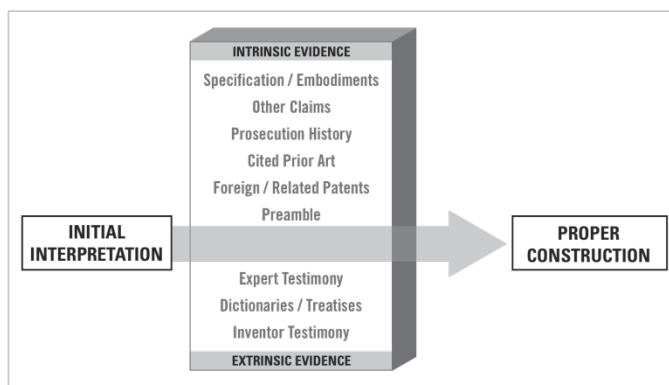 INTRINSIC EVIDENCE
Specification / Embodiments
Other Claims
Prosecution History
Cited Prior Art
Foreign / Related Patents
Preamble
INITIAL
INTERPRETATION
PROPER
CONSTRUCTION
Expert Testimony
Dictionaries / Treatises
Inventor Testimony
EXTRINSIC EVIDENCE